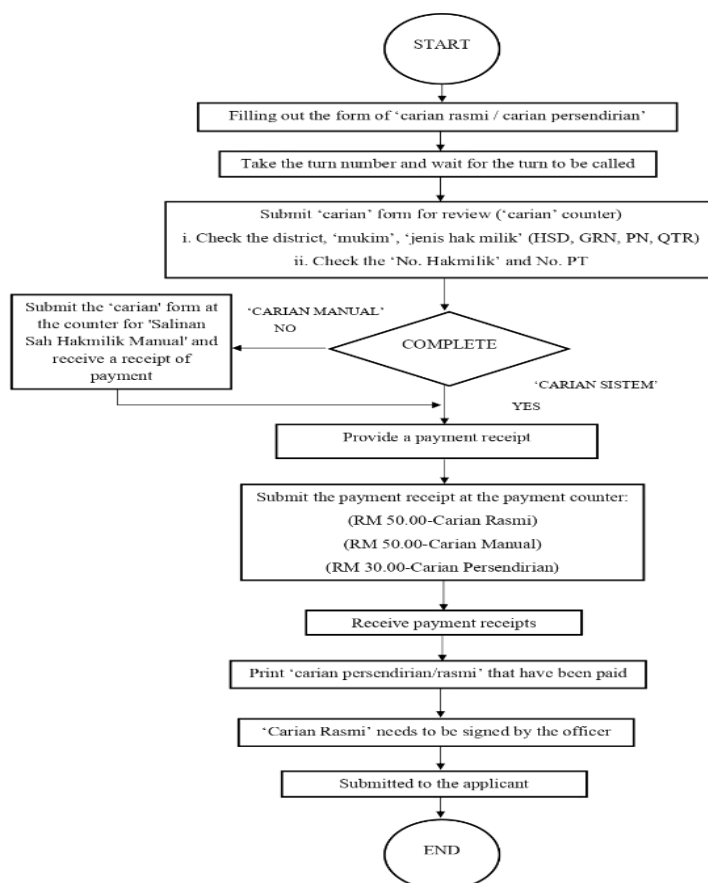 START
Filling out the form of ‘carian rasmi / carian persendirian’
Take the turn number and wait for the turn to be called
Submit ‘carian’ form for review (‘carian’ counter)
i. Check the district, ‘mukim’, ‘jenis hak milik’ (HSD, GRN, PN, QTR)
ii. Check the ‘No. Hakmilik’ and No. PT
Submit the ‘carian' form at
the counter for 'Salinan
Sah Hakmilik Manual' and
receive a receipt of
payment
‘CARIAN MANUAL’
NO
COMPLETE
‘CARIAN SISTEM’
YES
Provide a payment receipt
Submit the payment receipt at the payment counter:
(RM 50.00-Carian Rasmi)
(RM 50.00-Carian Manual)
(RM 30.00-Carian Persendirian)
Receive payment receipts
Print ‘carian persendirian/rasmi’ that have been paid
‘Carian Rasmi’ needs to be signed by the officer
Submitted to the applicant
END